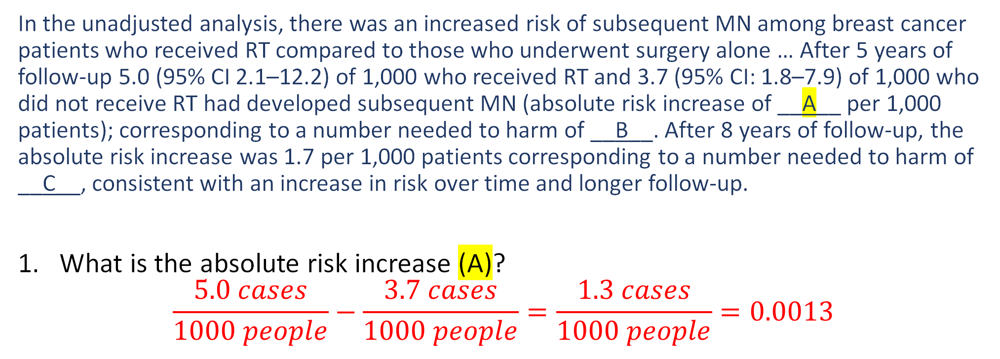 In the unadjusted analysis, there was an increased risk of subsequent MN among breast cancer
patients who received RT compared to those who underwent surgery alone ... After 5 years of
follow-up 5.0 (95% CI 2.1–12.2) of 1,000 who received RT and 3.7 (95% CI: 1.8–7.9) of 1,000 who
did not receive RT had developed subsequent MN (absolute risk increase of __A__ per 1,000
patients); corresponding to a number needed to harm of __B__. After 8 years of follow-up, the
absolute risk increase was 1.7 per 1,000 patients corresponding to a number needed to harm of
__C__, consistent with an increase in risk over time and longer follow-up.
1. What is the absolute risk increase (A)?
5.0 cases 3.7 cases 1.3 cases
− = = 0.0013
1000 people 1000 people 1000 people